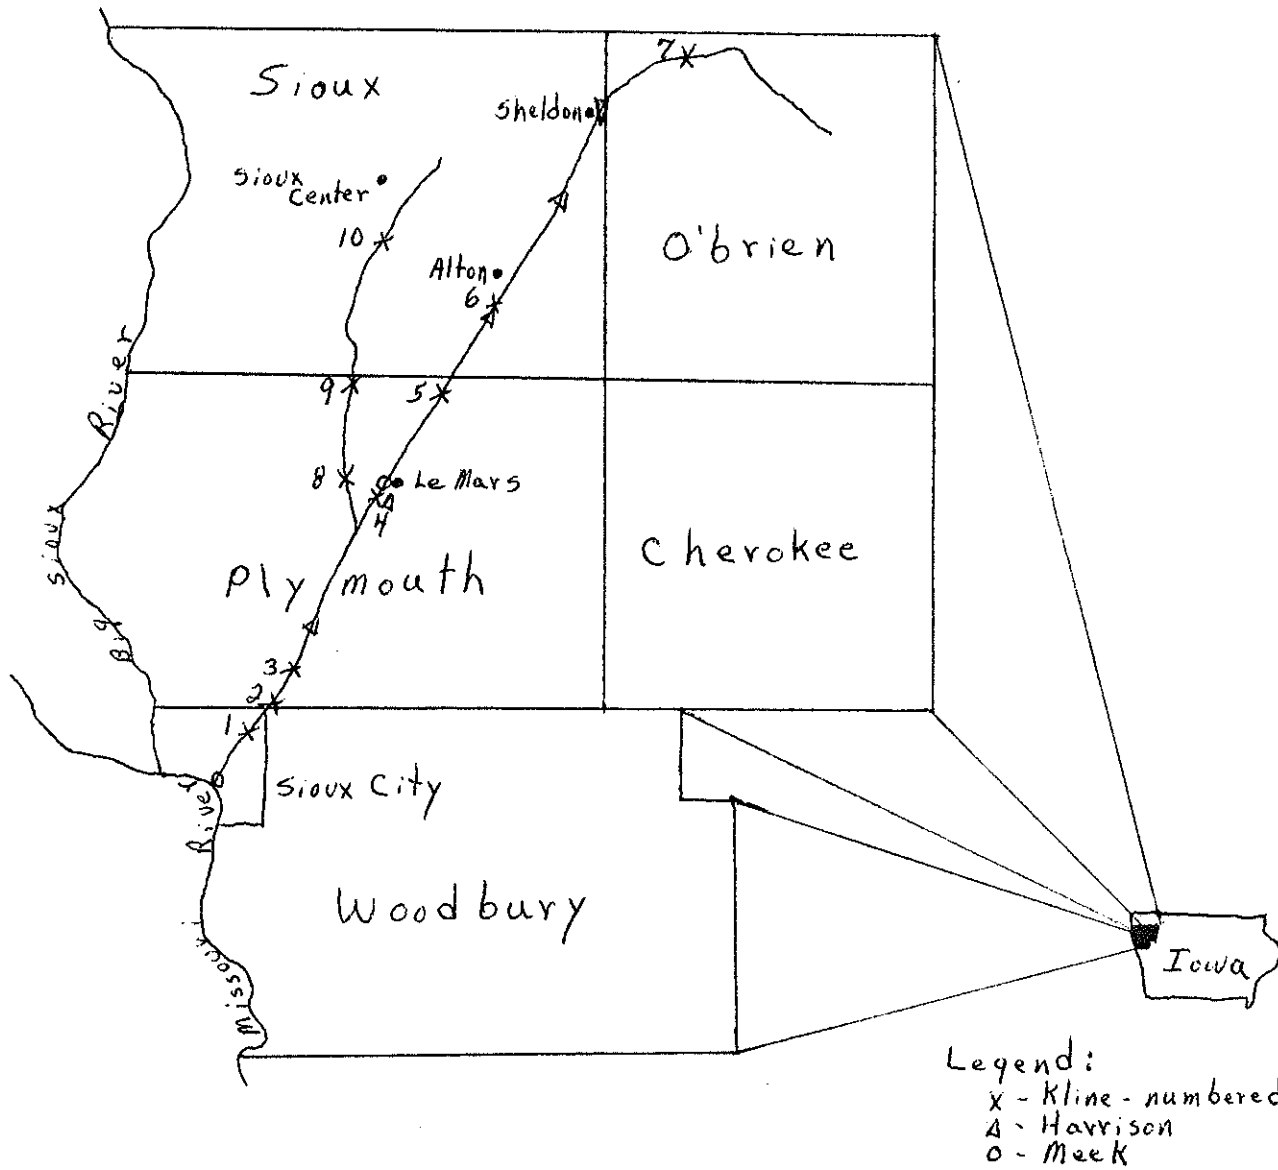 Sioux
7
Sheldon
Sioux
Center
10
O'brien
Alton
6
River
9
5
8
Le Mars
4
Sioux
Cherokee
Plymouth
Big
3
2
1
Sioux City
River
Woodbury
Missouri
Iowa
Legend:
x - Kline - numbered
Δ - Harrison
o - Meek